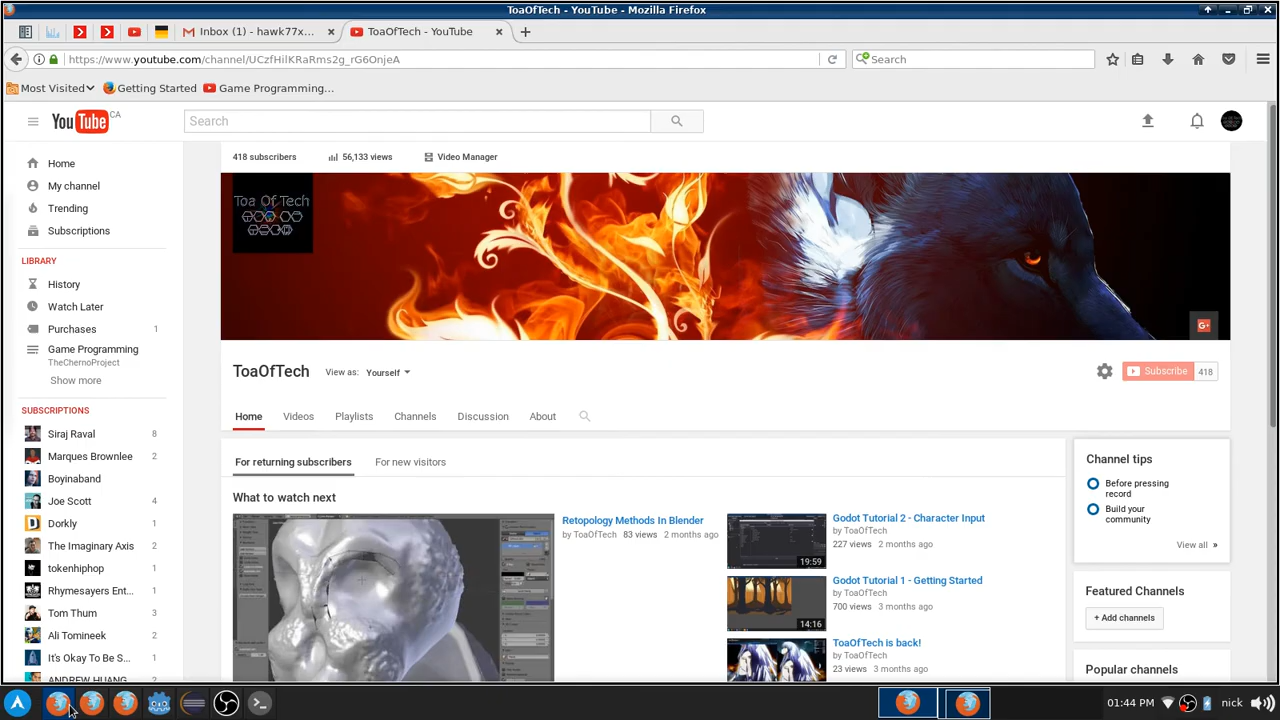 ToaOfTech - YouTube - Mozilla Firefox
Inbox (1) - hawk77x...
ToaOfTech - YouTube
https://www.youtube.com/channel/UCzfHilKRaRms2g_rG6OnjeA
Search
Most Visited
Getting Started
Game Programming...
YouTube CA
Search
Home
My channel
Trending
Subscriptions
LIBRARY
History
Watch Later
Purchases 1
Game Programming
TheChernoProject
Show more
SUBSCRIPTIONS
Siraj Raval 8
Marques Brownlee 2
Boyinaband
Joe Scott 4
Dorkly 1
The Imaginary Axis 2
tokenhiphop 1
Rhymesayers Ent... 1
Tom Thum 3
Ali Tomineek 2
It's Okay To Be S... 1
ANDREW HUANG
418 subscribers
56,133 views
Video Manager
Toa Of Tech
G+
ToaOfTech
View as: Yourself
Subscribe 418
Home
Videos
Playlists
Channels
Discussion
About
For returning subscribers
For new visitors
What to watch next
Retopology Methods In Blender
by ToaOfTech 83 views 2 months ago
19:59
Godot Tutorial 2 - Character Input
by ToaOfTech
227 views 2 months ago
14:16
Godot Tutorial 1 - Getting Started
by ToaOfTech
700 views 3 months ago
ToaOfTech is back!
by ToaOfTech
23 views 3 months ago
Channel tips
Before pressing
record
Build your
community
View all »
Featured Channels
+ Add channels
Popular channels
01:44 PM
nick